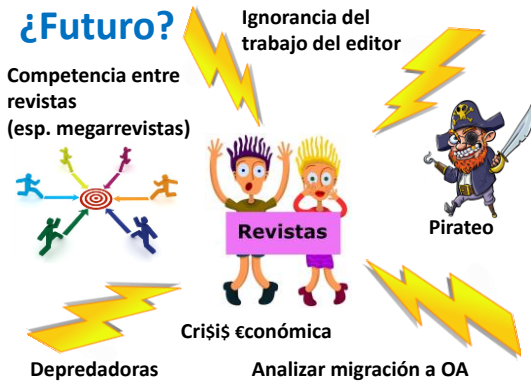 ¿Futuro?
Ignorancia del
trabajo del editor
Competencia entre
revistas
(esp. megarrevistas)
Revistas
Pirateo
Cri$i$ €conómica
Depredadoras
Analizar migración a OA